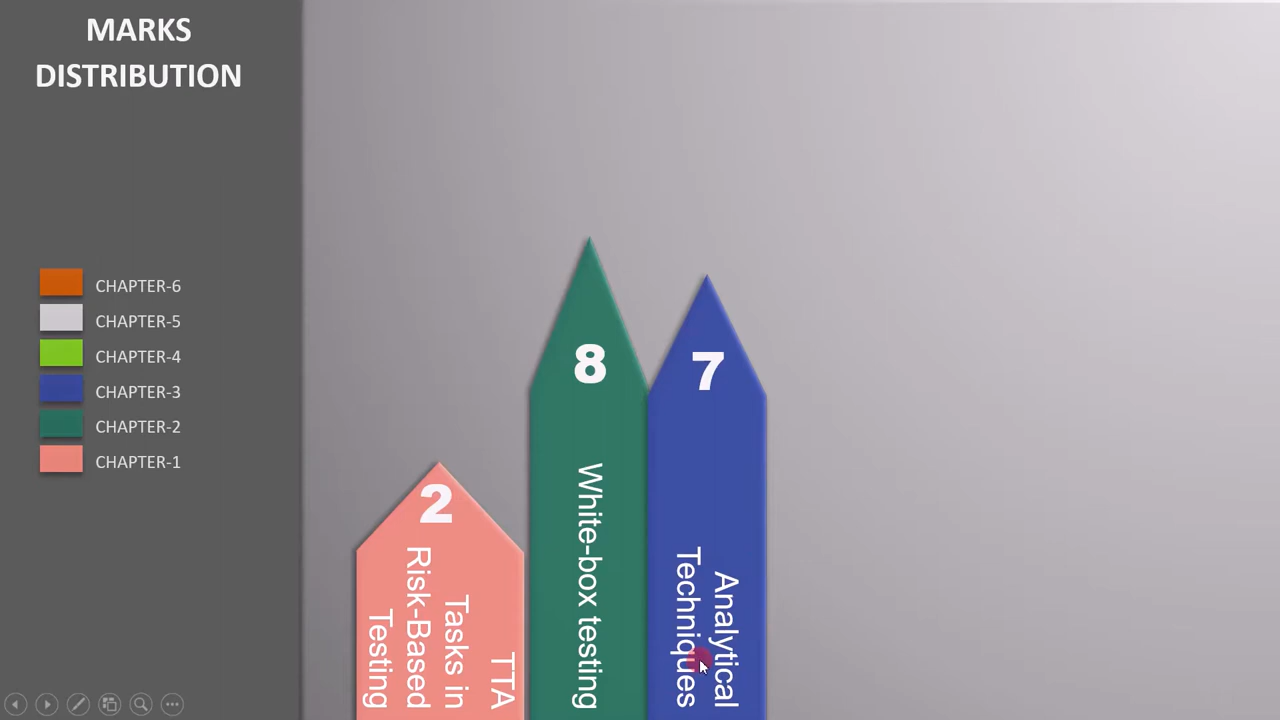 MARKS
DISTRIBUTION
CHAPTER-6
CHAPTER-5
CHAPTER-4
CHAPTER-3
CHAPTER-2
CHAPTER-1
2
TTA
Tasks in
Risk-Based
Testing
8
White-box testing
7
Analytical
Techniques